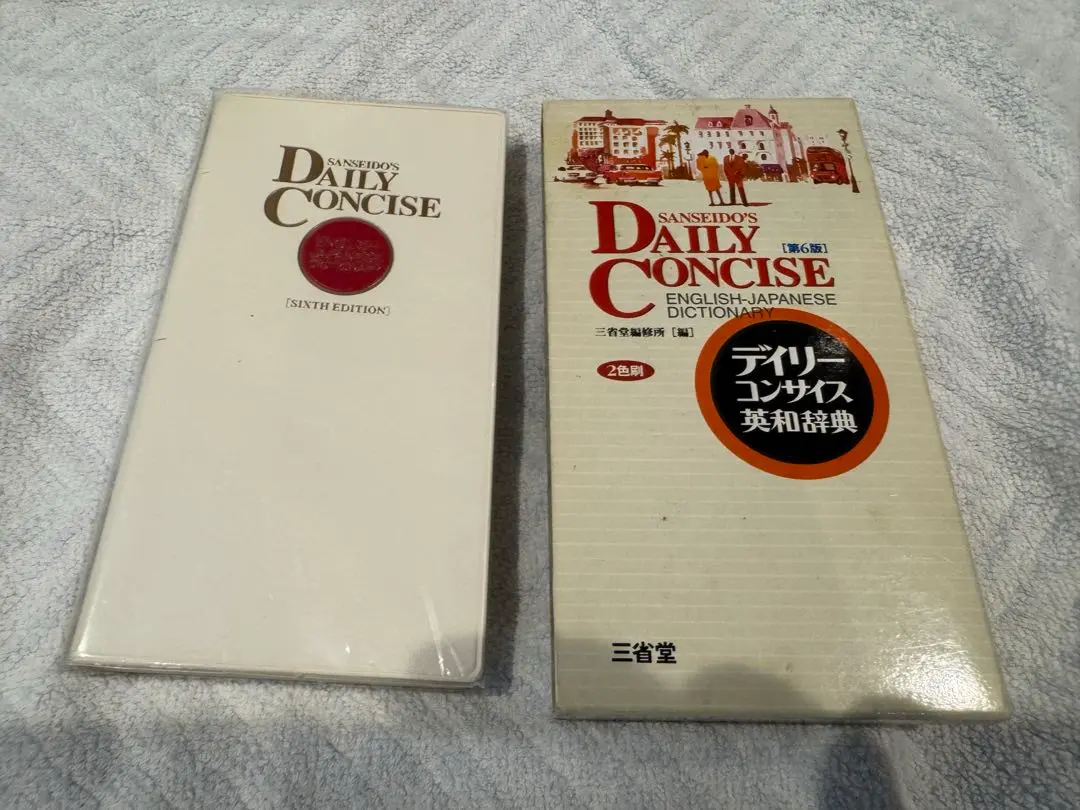 SANSEIDO'S
DAILY
CONCISE
[SIXTH EDITION]
SANSEIDO'S
DAILY
[第6版]
CONCISE
ENGLISH-JAPANESE
DICTIONARY
三省堂編修所［編］
2色刷
デイリー
コンサイス
英和辞典
三省堂